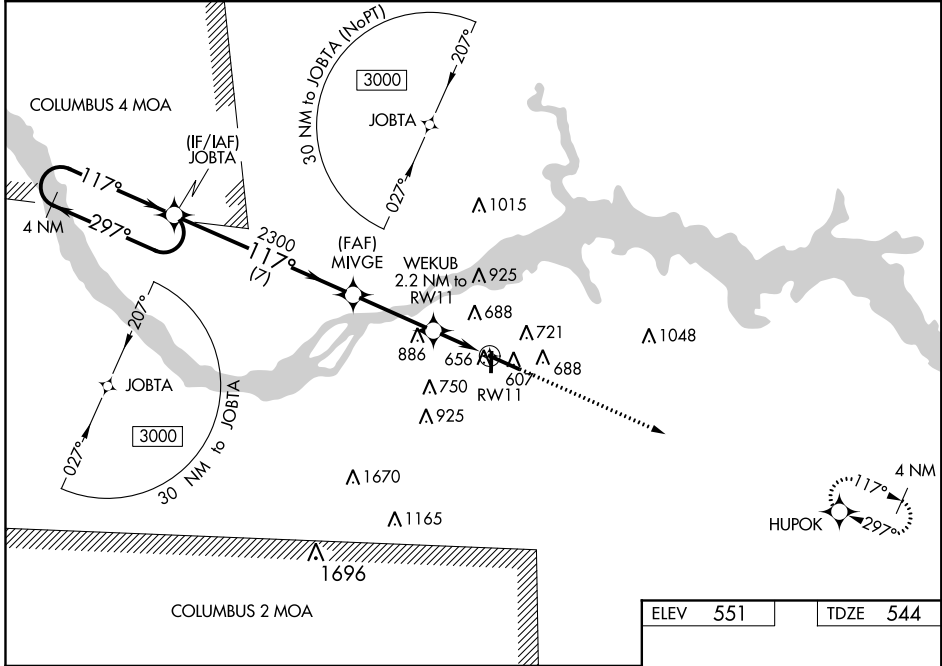 COLUMBUS 4 MOA
(IF/IAF)
JOBTA
117°
297°
4 NM
30 NM to JOBTA (NoPT)
3000
207°
JOBTA
027°
2300
117°
(7)
(FAF)
MIVGE
WEKUB
2.2 NM to
RW11
1015
925
688
721
1048
886
656
607
688
RW11
750
925
207°
JOBTA
3000
027°
30 NM to JOBTA
1670
1165
1696
4 NM
117°
297°
HUPOK
COLUMBUS 2 MOA
ELEV 551
TDZE 544